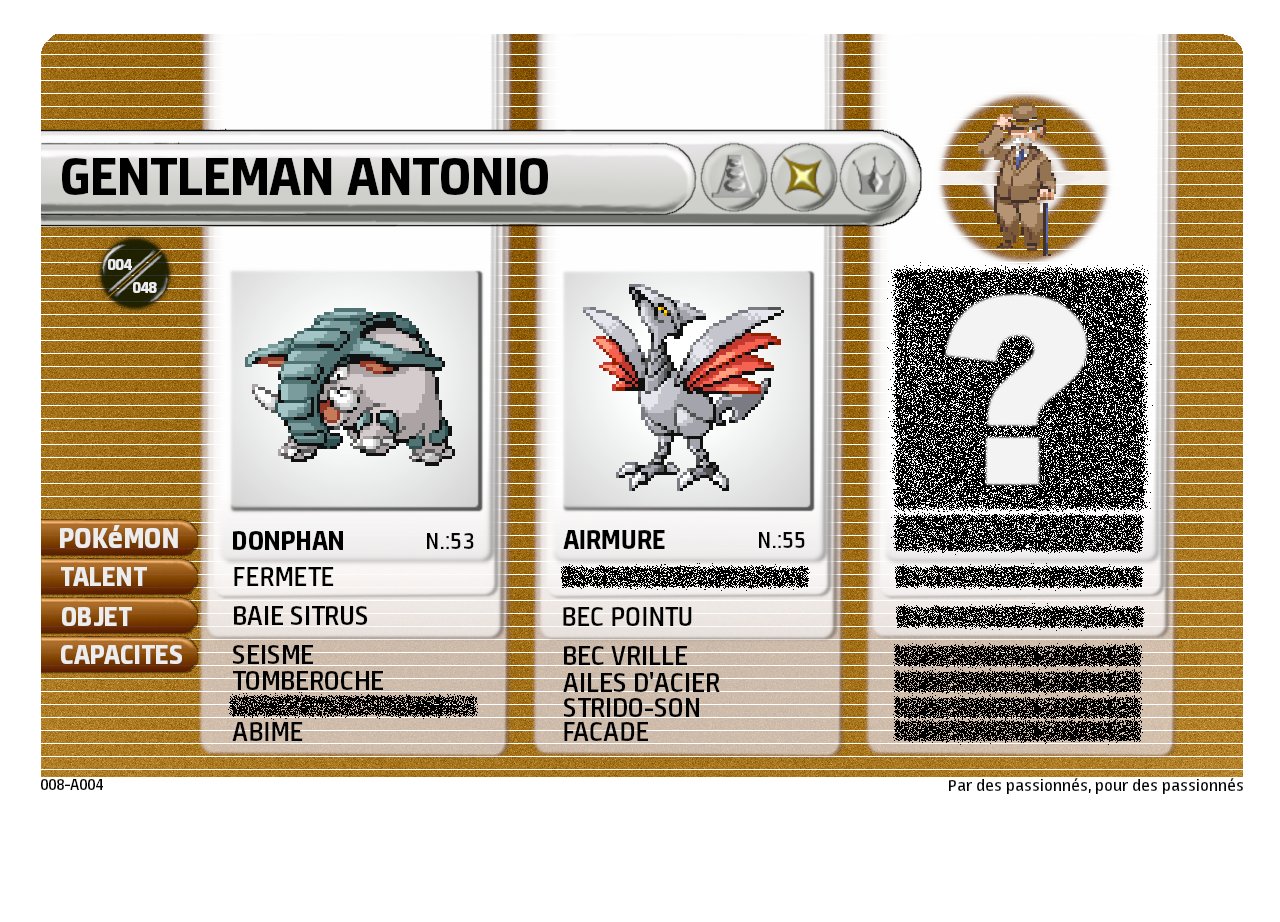 GENTLEMAN ANTONIO
004
048
?
POKéMON
DONPHAN N.:53
AIRMURE N.:55
TALENT
FERMETE
OBJET
BAIE SITRUS
BEC POINTU
CAPACITES
SEISME
TOMBEROCHE
ABIME
BEC VRILLE
AILES D'ACIER
STRIDO-SON
FACADE
008-A004
Par des passionnés, pour des passionnés